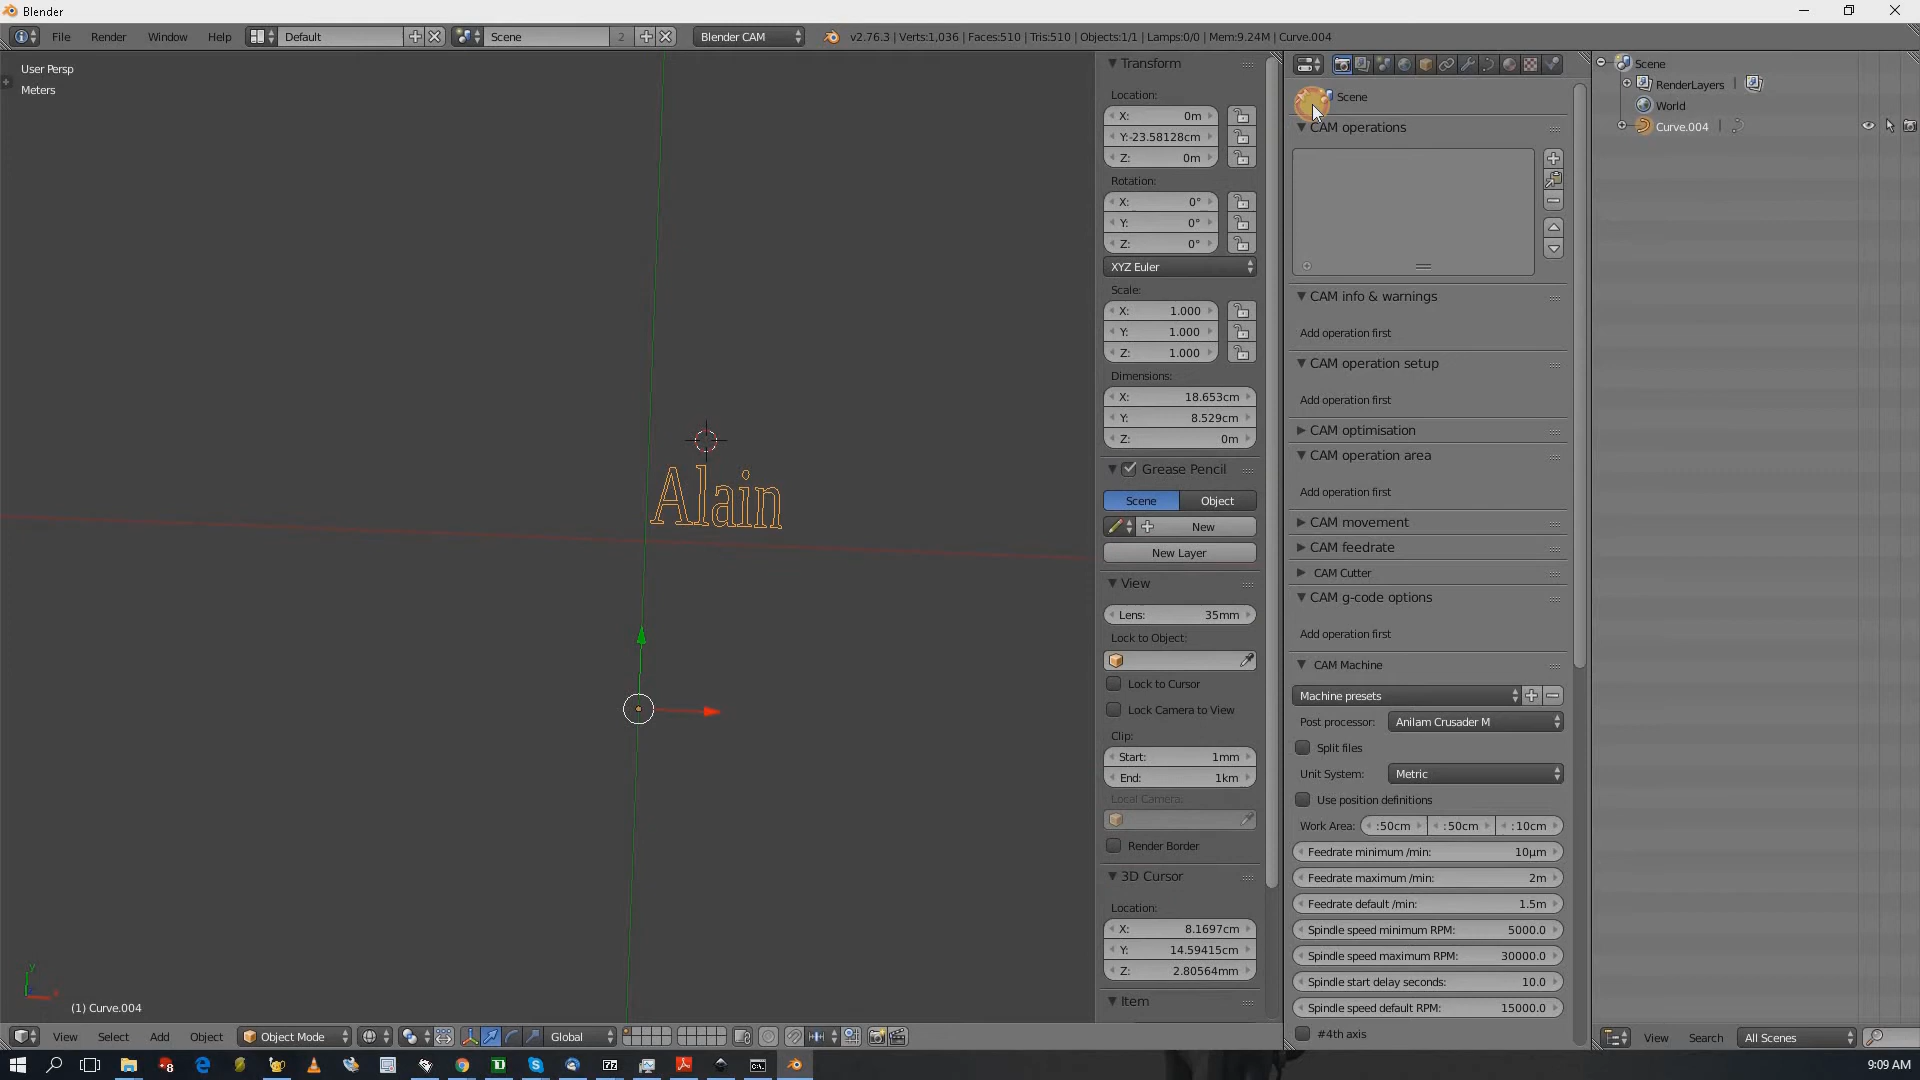 Blender
File Render Window Help Default Scene 2 Blender CAM v2.76.3 | Verts:1,036 | Faces:510 | Tris:510 | Objects:1/1 | Lamps:0/0 | Mem:9.24M | Curve.004
User Persp
Meters
Alain
(1) Curve.004
View Select Add Object Object Mode Global
Transform
Location:
X: 0m
Y:-23.58128cm
Z: 0m
Rotation:
X: 0°
Y: 0°
Z: 0°
XYZ Euler
Scale:
X: 1.000
Y: 1.000
Z: 1.000
Dimensions:
X: 18.653cm
Y: 8.529cm
Z: 0m
Grease Pencil
Scene Object
New
New Layer
View
Lens: 35mm
Lock to Object:
Lock to Cursor
Lock Camera to View
Clip:
Start: 1mm
End: 1km
Local Camera:
Render Border
3D Cursor
Location:
X: 8.1697cm
Y: 14.59415cm
Z: 2.80564mm
Item
Scene
CAM operations
CAM info & warnings
Add operation first
CAM operation setup
Add operation first
CAM optimisation
CAM operation area
Add operation first
CAM movement
CAM feedrate
CAM Cutter
CAM g-code options
Add operation first
CAM Machine
Machine presets
Post processor: Anilam Crusader M
Split files
Unit System: Metric
Use position definitions
Work Area: :50cm :50cm :10cm
Feedrate minimum /min: 10µm
Feedrate maximum /min: 2m
Feedrate default /min: 1.5m
Spindle speed minimum RPM: 5000.0
Spindle speed maximum RPM: 30000.0
Spindle start delay seconds: 10.0
Spindle speed default RPM: 15000.0
#4th axis
Scene
RenderLayers
World
Curve.004
View Search All Scenes
9:09 AM